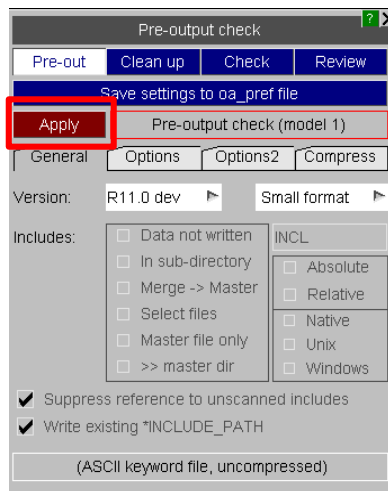 Pre-output check
? X
Pre-out Clean up Check Review
Save settings to oa_pref file
Apply Pre-output check (model 1)
General Options Options2 Compress
Version: R11.0 dev Small format
Includes: Data not written INCL
In sub-directory Absolute
Merge -> Master Relative
Select files Native
Master file only Unix
>> master dir Windows
Suppress reference to unscanned includes
Write existing *INCLUDE_PATH
(ASCII keyword file, uncompressed)